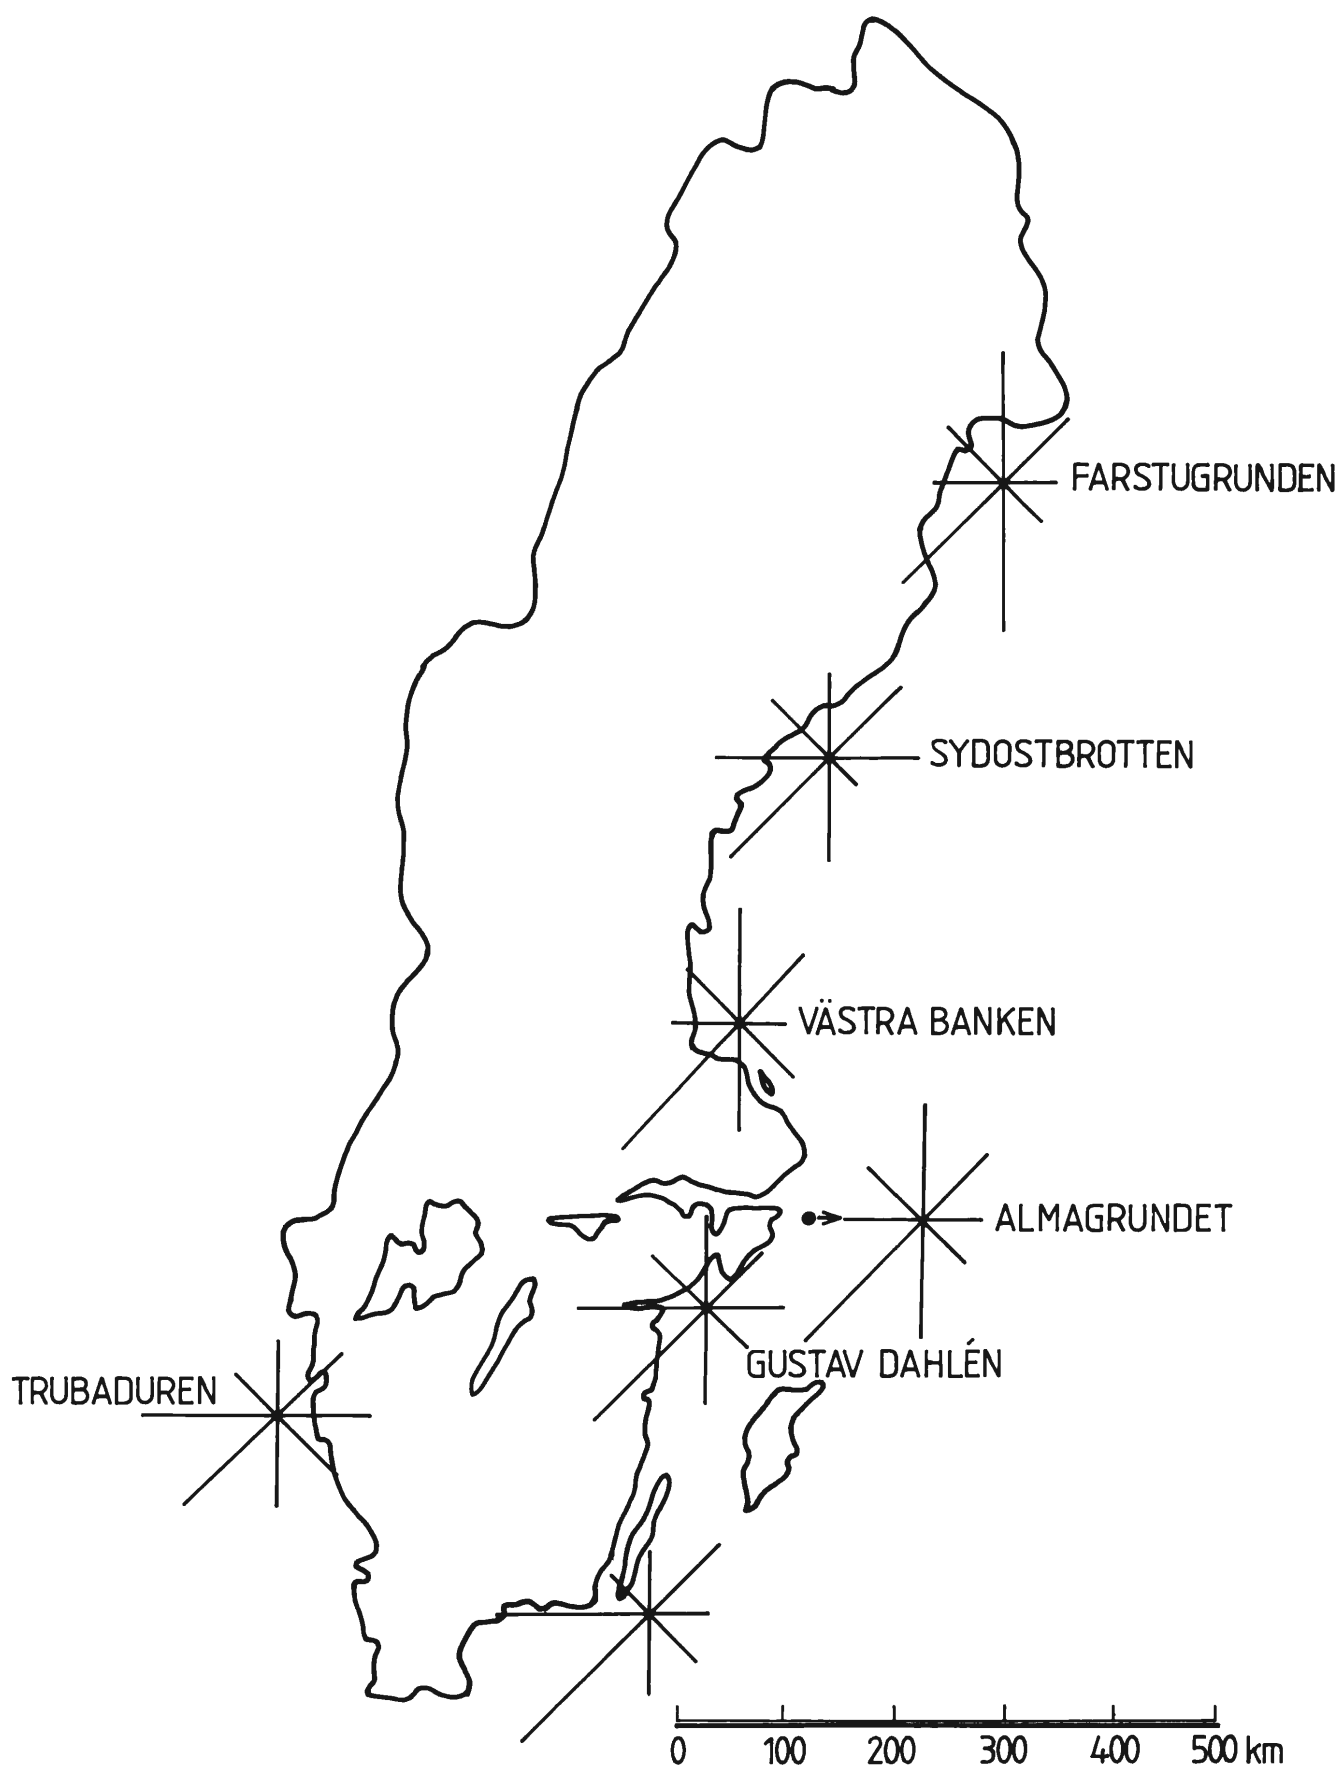 FARSTUGRUNDEN
SYDOSTBROTTEN
VÄSTRA BANKEN
ALMAGRUNDET
GUSTAV DAHLÉN
TRUBADUREN
0 100 200 300 400 500 km